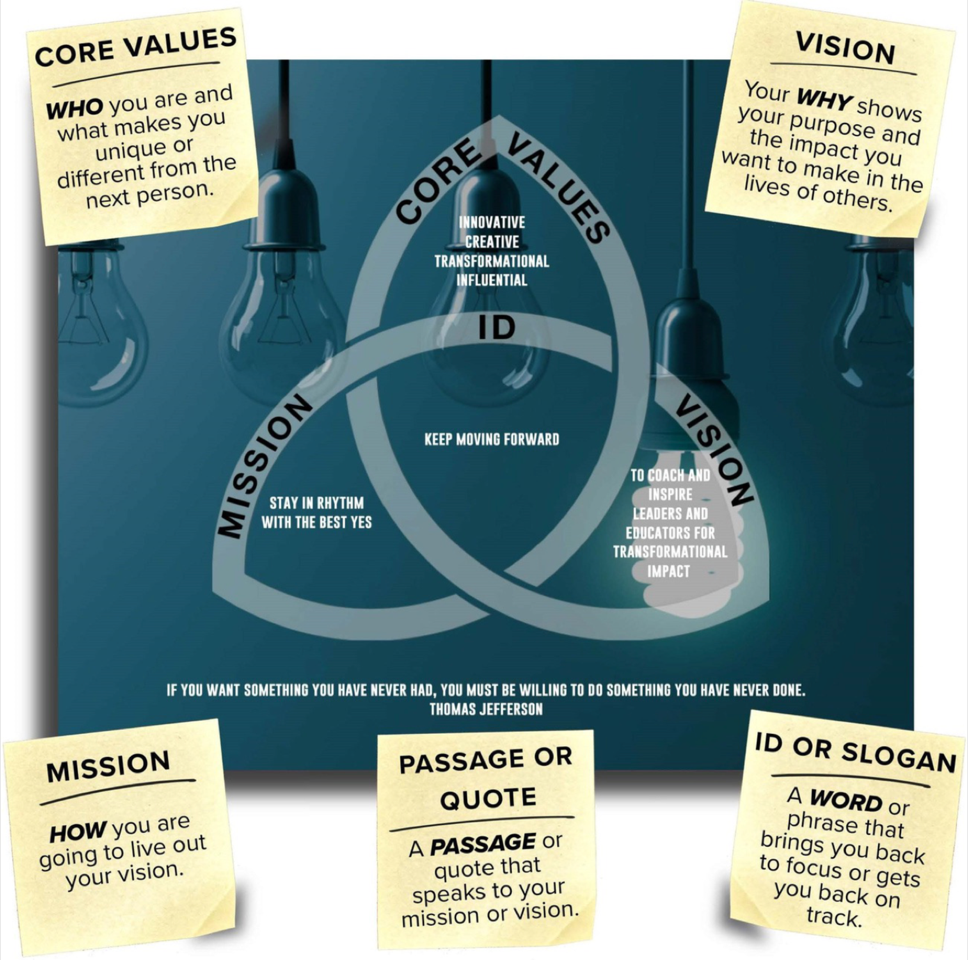 CORE VALUES
WHO you are and
what makes you
unique or
different from the
next person.
VISION
Your WHY shows
your purpose and
the impact you
want to make in the
lives of others.
CORE VALUES
INNOVATIVE
CREATIVE
TRANSFORMATIONAL
INFLUENTIAL
ID
KEEP MOVING FORWARD
MISSION
STAY IN RHYTHM
WITH THE BEST YES
VISION
TO COACH AND
INSPIRE
LEADERS AND
EDUCATORS FOR
TRANSFORMATIONAL
IMPACT
IF YOU WANT SOMETHING YOU HAVE NEVER HAD, YOU MUST BE WILLING TO DO SOMETHING YOU HAVE NEVER DONE.
THOMAS JEFFERSON
MISSION
HOW you are
going to live out
your vision.
PASSAGE OR
QUOTE
A PASSAGE or
quote that
speaks to your
mission or vision.
ID OR SLOGAN
A WORD or
phrase that
brings you back
to focus or gets
you back on
track.